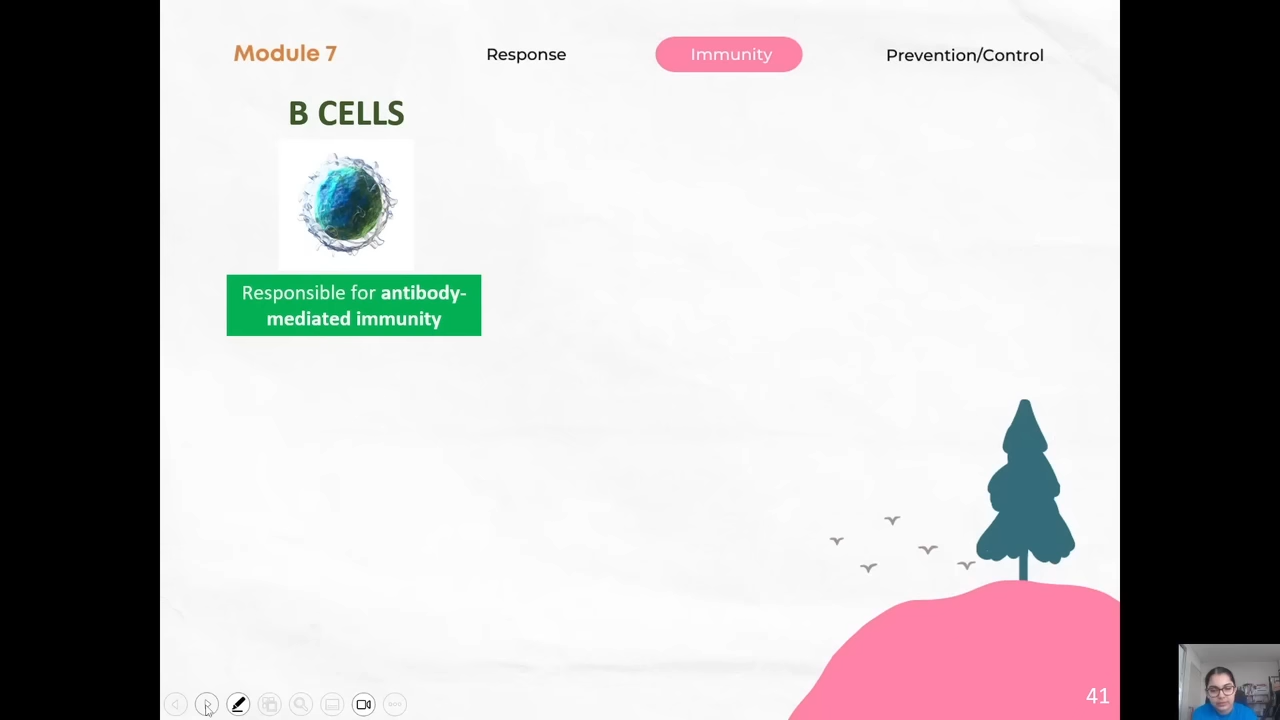 Module 7
Response
Immunity
Prevention/Control
B CELLS
Responsible for antibody-
mediated immunity
41